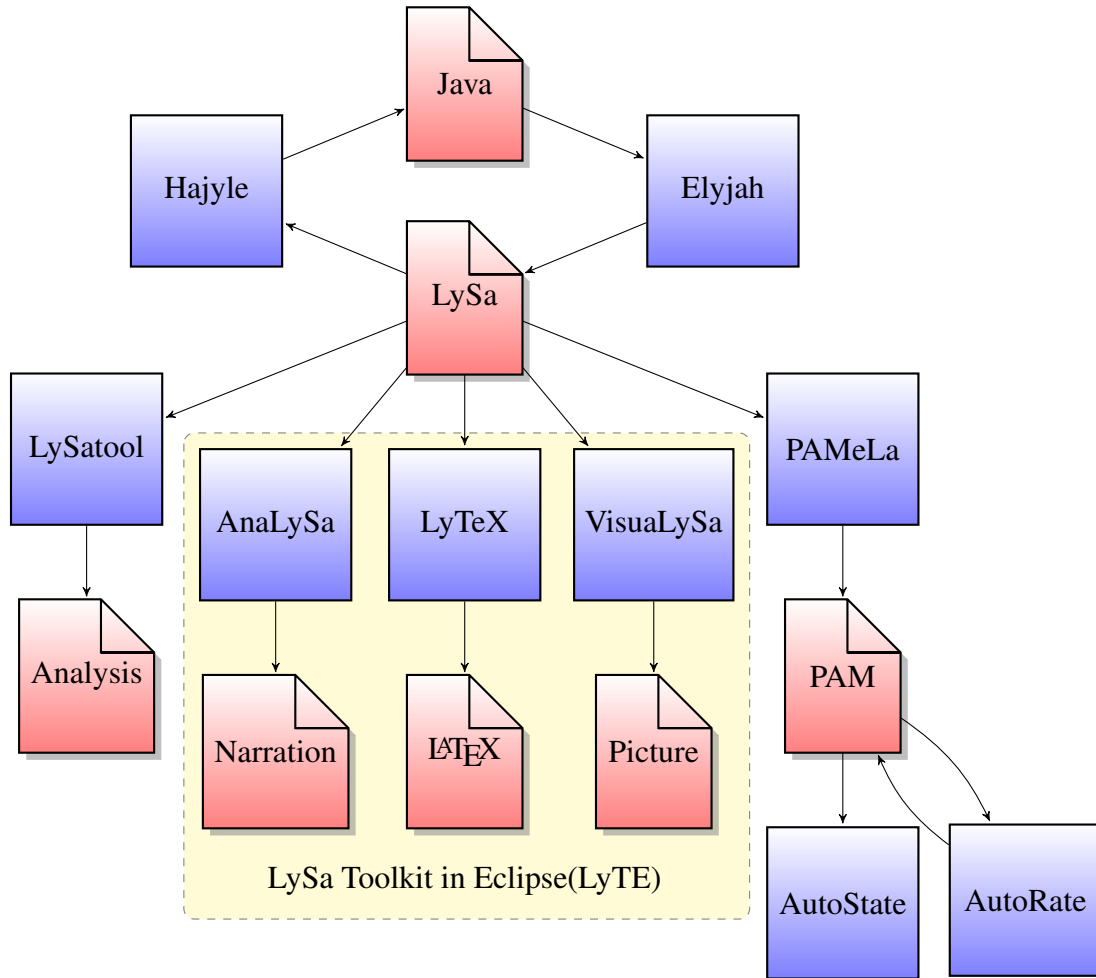 Java
Hajyle
Elyjah
LySa
LySatool
PAMeLa
AnaLySa
LyTeX
VisuaLySa
Analysis
PAM
Narration
LATEX
Picture
LySa Toolkit in Eclipse(LyTE)
AutoState
AutoRate